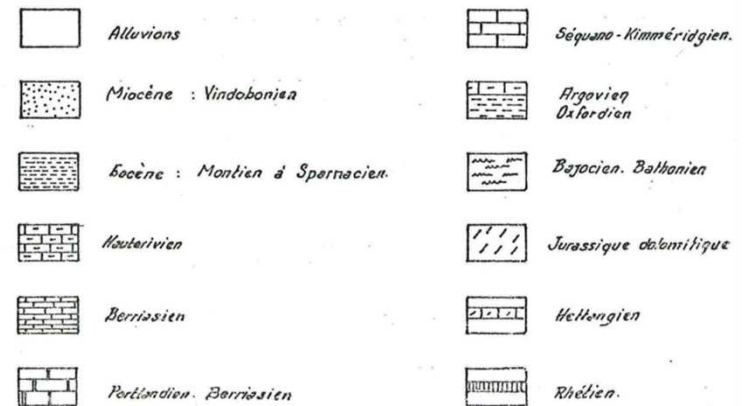 Alluvions
Miocène : Vindobonien
Eocène : Montien à Sparnacien.
Hauterivien
Berriasien
Portlandien. Berriasien
Séquano-Kimméridgien.
Argovien
Oxfordien
Bajocien. Bathonien
Jurassique dolomitique
Hettangien
Rhétien.